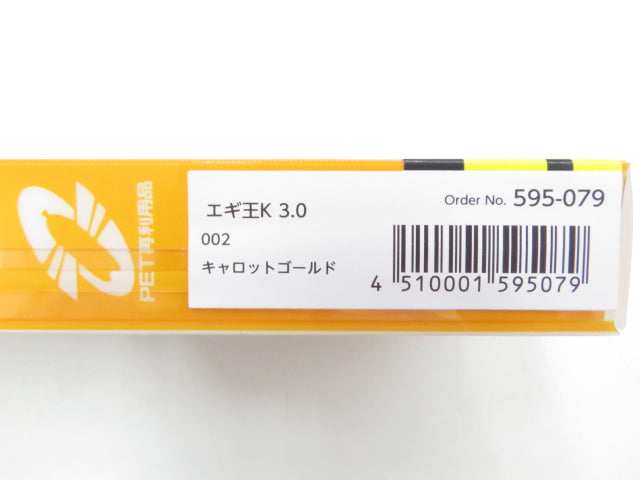 PET再利用品
エギ王K 3.0
Order No. 595-079
002
キャロットゴールド
4 510001 595079